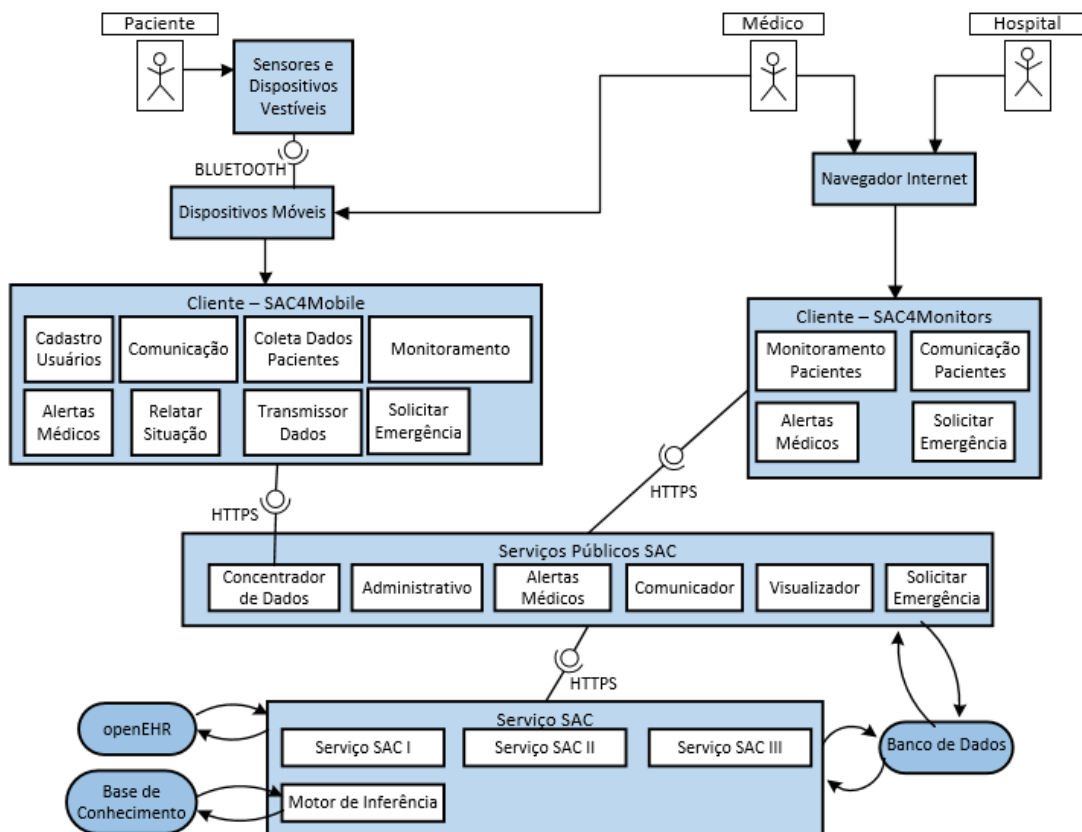 Paciente
Médico
Hospital
Sensores e
Dispositivos
Vestíveis
BLUETOOTH
Navegador Internet
Dispositivos Móveis
Cliente – SAC4Mobile
Cadastro
Usuários
Comunicação
Coleta Dados
Pacientes
Monitoramento
Alertas
Médicos
Relatar
Situação
Transmissor
Dados
Solicitar
Emergência
Cliente – SAC4Monitors
Monitoramento
Pacientes
Comunicação
Pacientes
Alertas
Médicos
Solicitar
Emergência
HTTPS
HTTPS
Serviços Públicos SAC
Concentrador
de Dados
Administrativo
Alertas
Médicos
Comunicador
Visualizador
Solicitar
Emergência
HTTPS
openEHR
Serviço SAC
Serviço SAC I
Serviço SAC II
Serviço SAC III
Banco de Dados
Base de
Conhecimento
Motor de Inferência